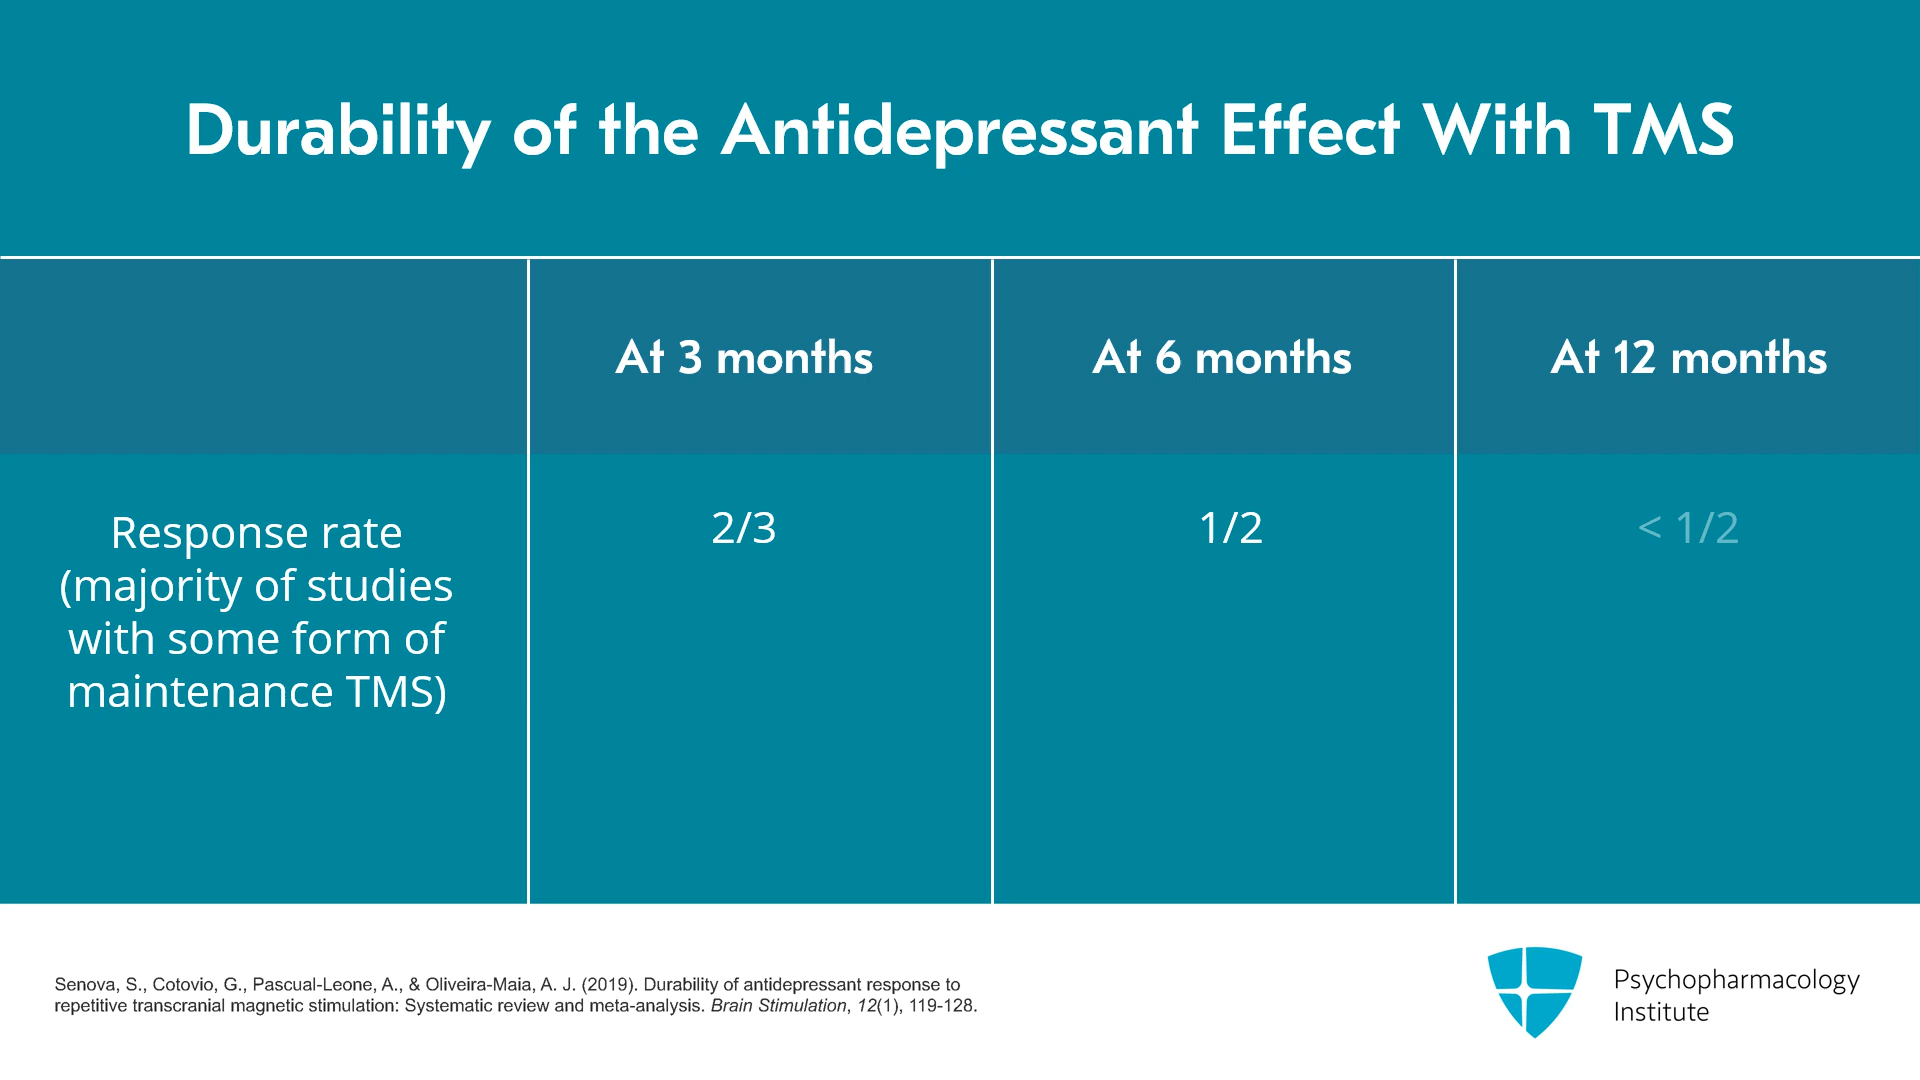 Durability of the Antidepressant Effect With TMS
At 3 months
At 6 months
At 12 months
Response rate
(majority of studies
with some form of
maintenance TMS)
2/3
1/2
< 1/2
Senova, S., Cotovio, G., Pascual-Leone, A., & Oliveira-Maia, A. J. (2019). Durability of antidepressant response to
repetitive transcranial magnetic stimulation: Systematic review and meta-analysis. Brain Stimulation, 12(1), 119-128.
Psychopharmacology
Institute